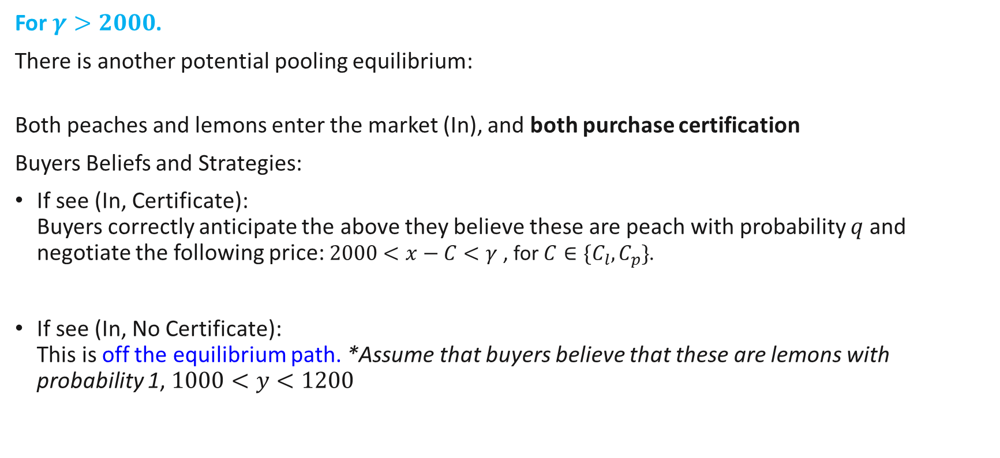 For γ > 2000.
There is another potential pooling equilibrium:
Both peaches and lemons enter the market (In), and both purchase certification
Buyers Beliefs and Strategies:
• If see (In, Certificate):
Buyers correctly anticipate the above they believe these are peach with probability q and
negotiate the following price: 2000 < x − C < γ , for C ∈ {C_l, C_p}.
• If see (In, No Certificate):
This is off the equilibrium path. *Assume that buyers believe that these are lemons with
probability 1, 1000 < y < 1200